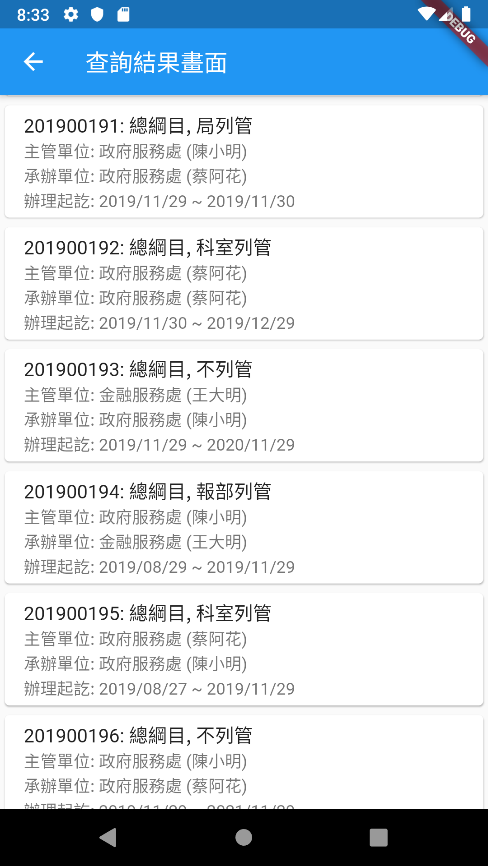 8:33
DEBUG
查詢結果畫面
201900191: 總綱目, 局列管
主管單位: 政府服務處 (陳小明)
承辦單位: 政府服務處 (蔡阿花)
辦理起訖: 2019/11/29 ~ 2019/11/30
201900192: 總綱目, 科室列管
主管單位: 政府服務處 (蔡阿花)
承辦單位: 政府服務處 (蔡阿花)
辦理起訖: 2019/11/30 ~ 2019/12/29
201900193: 總綱目, 不列管
主管單位: 金融服務處 (王大明)
承辦單位: 政府服務處 (陳小明)
辦理起訖: 2019/11/29 ~ 2020/11/29
201900194: 總綱目, 報部列管
主管單位: 政府服務處 (陳小明)
承辦單位: 金融服務處 (王大明)
辦理起訖: 2019/08/29 ~ 2019/11/29
201900195: 總綱目, 科室列管
主管單位: 政府服務處 (蔡阿花)
承辦單位: 政府服務處 (陳小明)
辦理起訖: 2019/08/27 ~ 2019/11/29
201900196: 總綱目, 不列管
主管單位: 政府服務處 (陳小明)
承辦單位: 政府服務處 (蔡阿花)